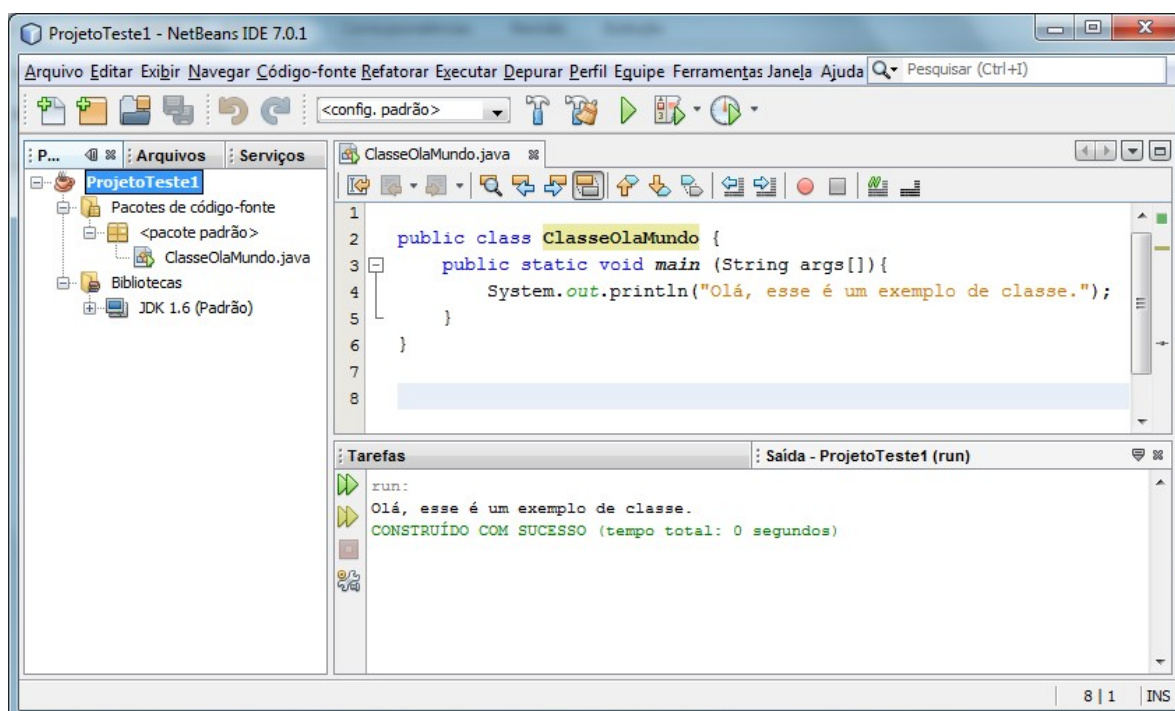 ProjetoTeste1 - NetBeans IDE 7.0.1
Arquivo Editar Exibir Navegar Código-fonte Refatorar Executar Depurar Perfil Equipe Ferramentas Janela Ajuda Pesquisar (Ctrl+I)
<config. padrão>
P... Arquivos Serviços
ProjetoTeste1
Pacotes de código-fonte
<pacote padrão>
ClasseOlaMundo.java
Bibliotecas
JDK 1.6 (Padrão)
ClasseOlaMundo.java
1
2 public class ClasseOlaMundo {
3 public static void main (String args[]){
4 System.out.println("Olá, esse é um exemplo de classe.");
5 }
6 }
7
8
Tarefas Saída - ProjetoTeste1 (run)
run:
Olá, esse é um exemplo de classe.
CONSTRUÍDO COM SUCESSO (tempo total: 0 segundos)
8 | 1 INS